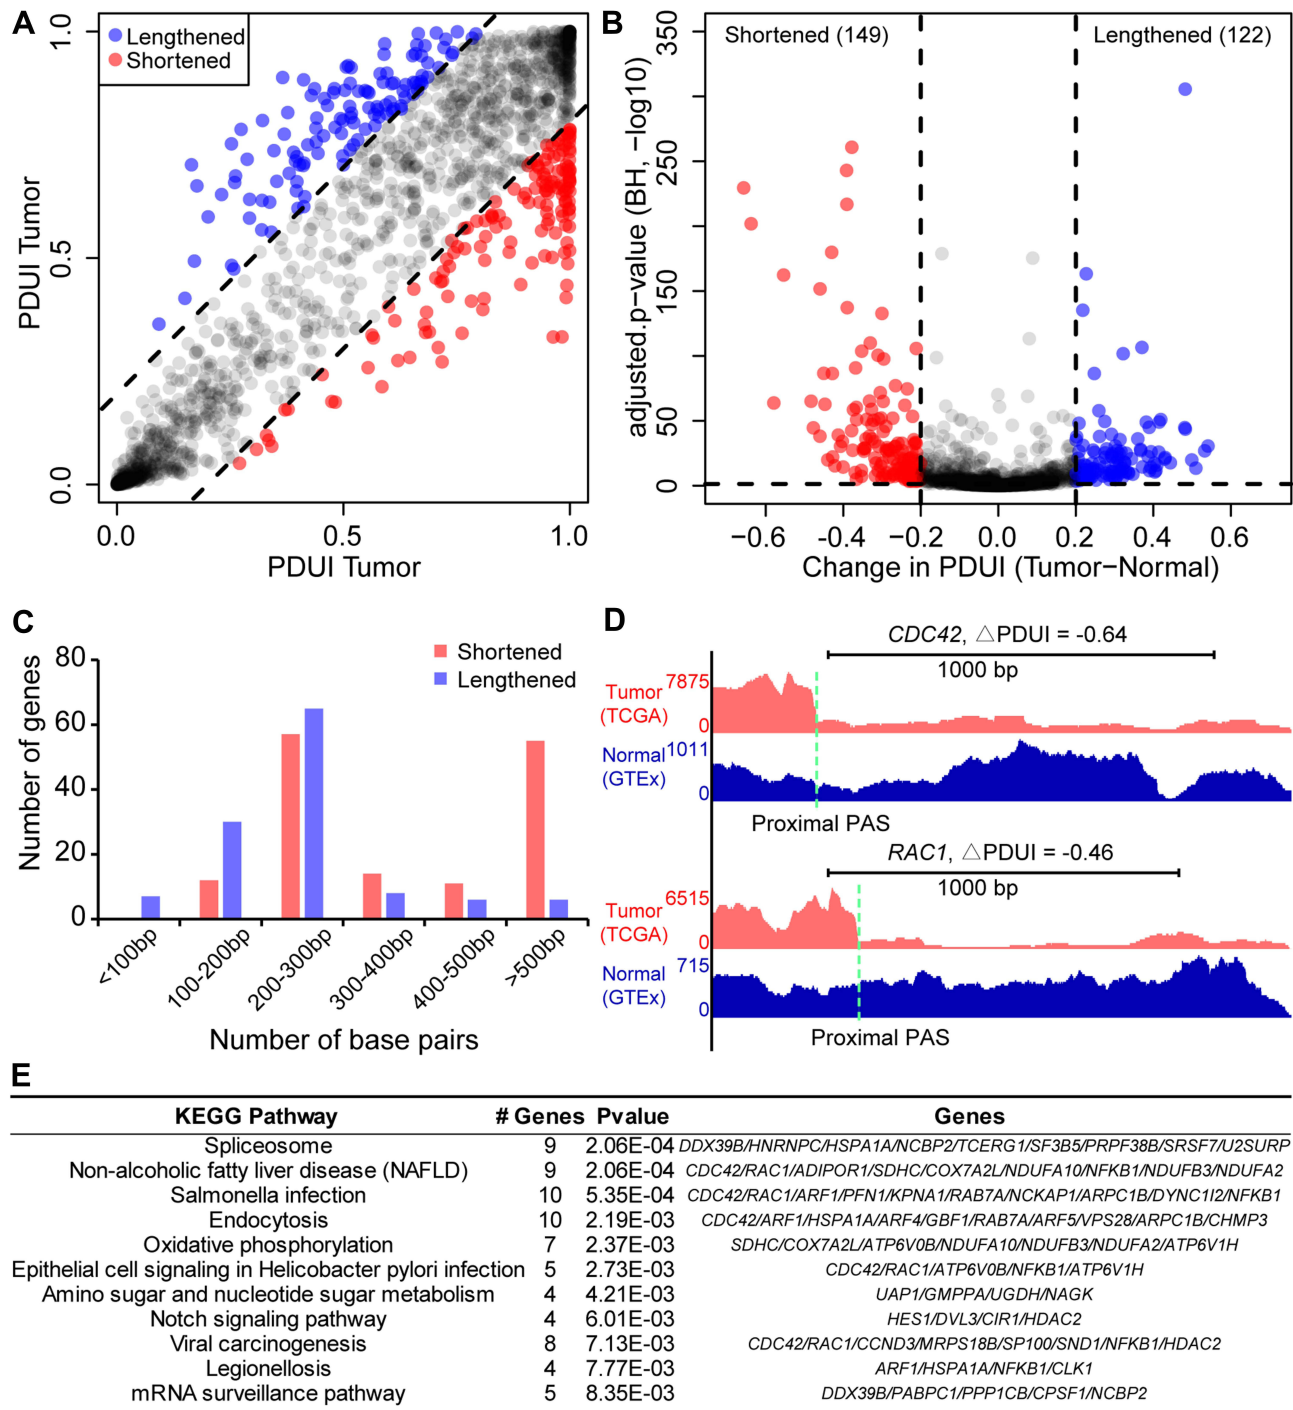 A
Lengthened
Shortened
1.0
0.5
0.0
PDUI Tumor
0.0 0.5 1.0
PDUI Tumor
B
Shortened (149) Lengthened (122)
350
250
150
50
0
adjusted.p-value (BH, −log10)
−0.6 -0.4 −0.2 0.0 0.2 0.4 0.6
Change in PDUI (Tumor−Normal)
C
Shortened
Lengthened
80
60
40
20
0
Number of genes
<100bp 100-200bp 200-300bp 300-400bp 400-500bp >500bp
Number of base pairs
D
CDC42, △PDUI = -0.64
1000 bp
Tumor
(TCGA)
7875
0
Normal
(GTEx)
1011
0
Proximal PAS
RAC1, △PDUI = -0.46
1000 bp
Tumor
(TCGA)
6515
0
Normal
(GTEx)
715
0
Proximal PAS
E
KEGG Pathway # Genes Pvalue Genes
Spliceosome 9 2.06E-04 DDX39B/HNRNPC/HSPA1A/NCBP2/TCERG1/SF3B5/PRPF38B/SRSF7/U2SURP
Non-alcoholic fatty liver disease (NAFLD) 9 2.06E-04 CDC42/RAC1/ADIPOR1/SDHC/COX7A2L/NDUFA10/NFKB1/NDUFB3/NDUFA2
Salmonella infection 10 5.35E-04 CDC42/RAC1/ARF1/PFN1/KPNA1/RAB7A/NCKAP1/ARPC1B/DYNC1I2/NFKB1
Endocytosis 10 2.19E-03 CDC42/ARF1/HSPA1A/ARF4/GBF1/RAB7A/ARF5/VPS28/ARPC1B/CHMP3
Oxidative phosphorylation 7 2.37E-03 SDHC/COX7A2L/ATP6V0B/NDUFA10/NDUFB3/NDUFA2/ATP6V1H
Epithelial cell signaling in Helicobacter pylori infection 5 2.73E-03 CDC42/RAC1/ATP6V0B/NFKB1/ATP6V1H
Amino sugar and nucleotide sugar metabolism 4 4.21E-03 UAP1/GMPPA/UGDH/NAGK
Notch signaling pathway 4 6.01E-03 HES1/DVL3/CIR1/HDAC2
Viral carcinogenesis 8 7.13E-03 CDC42/RAC1/CCND3/MRPS18B/SP100/SND1/NFKB1/HDAC2
Legionellosis 4 7.77E-03 ARF1/HSPA1A/NFKB1/CLK1
mRNA surveillance pathway 5 8.35E-03 DDX39B/PABPC1/PPP1CB/CPSF1/NCBP2